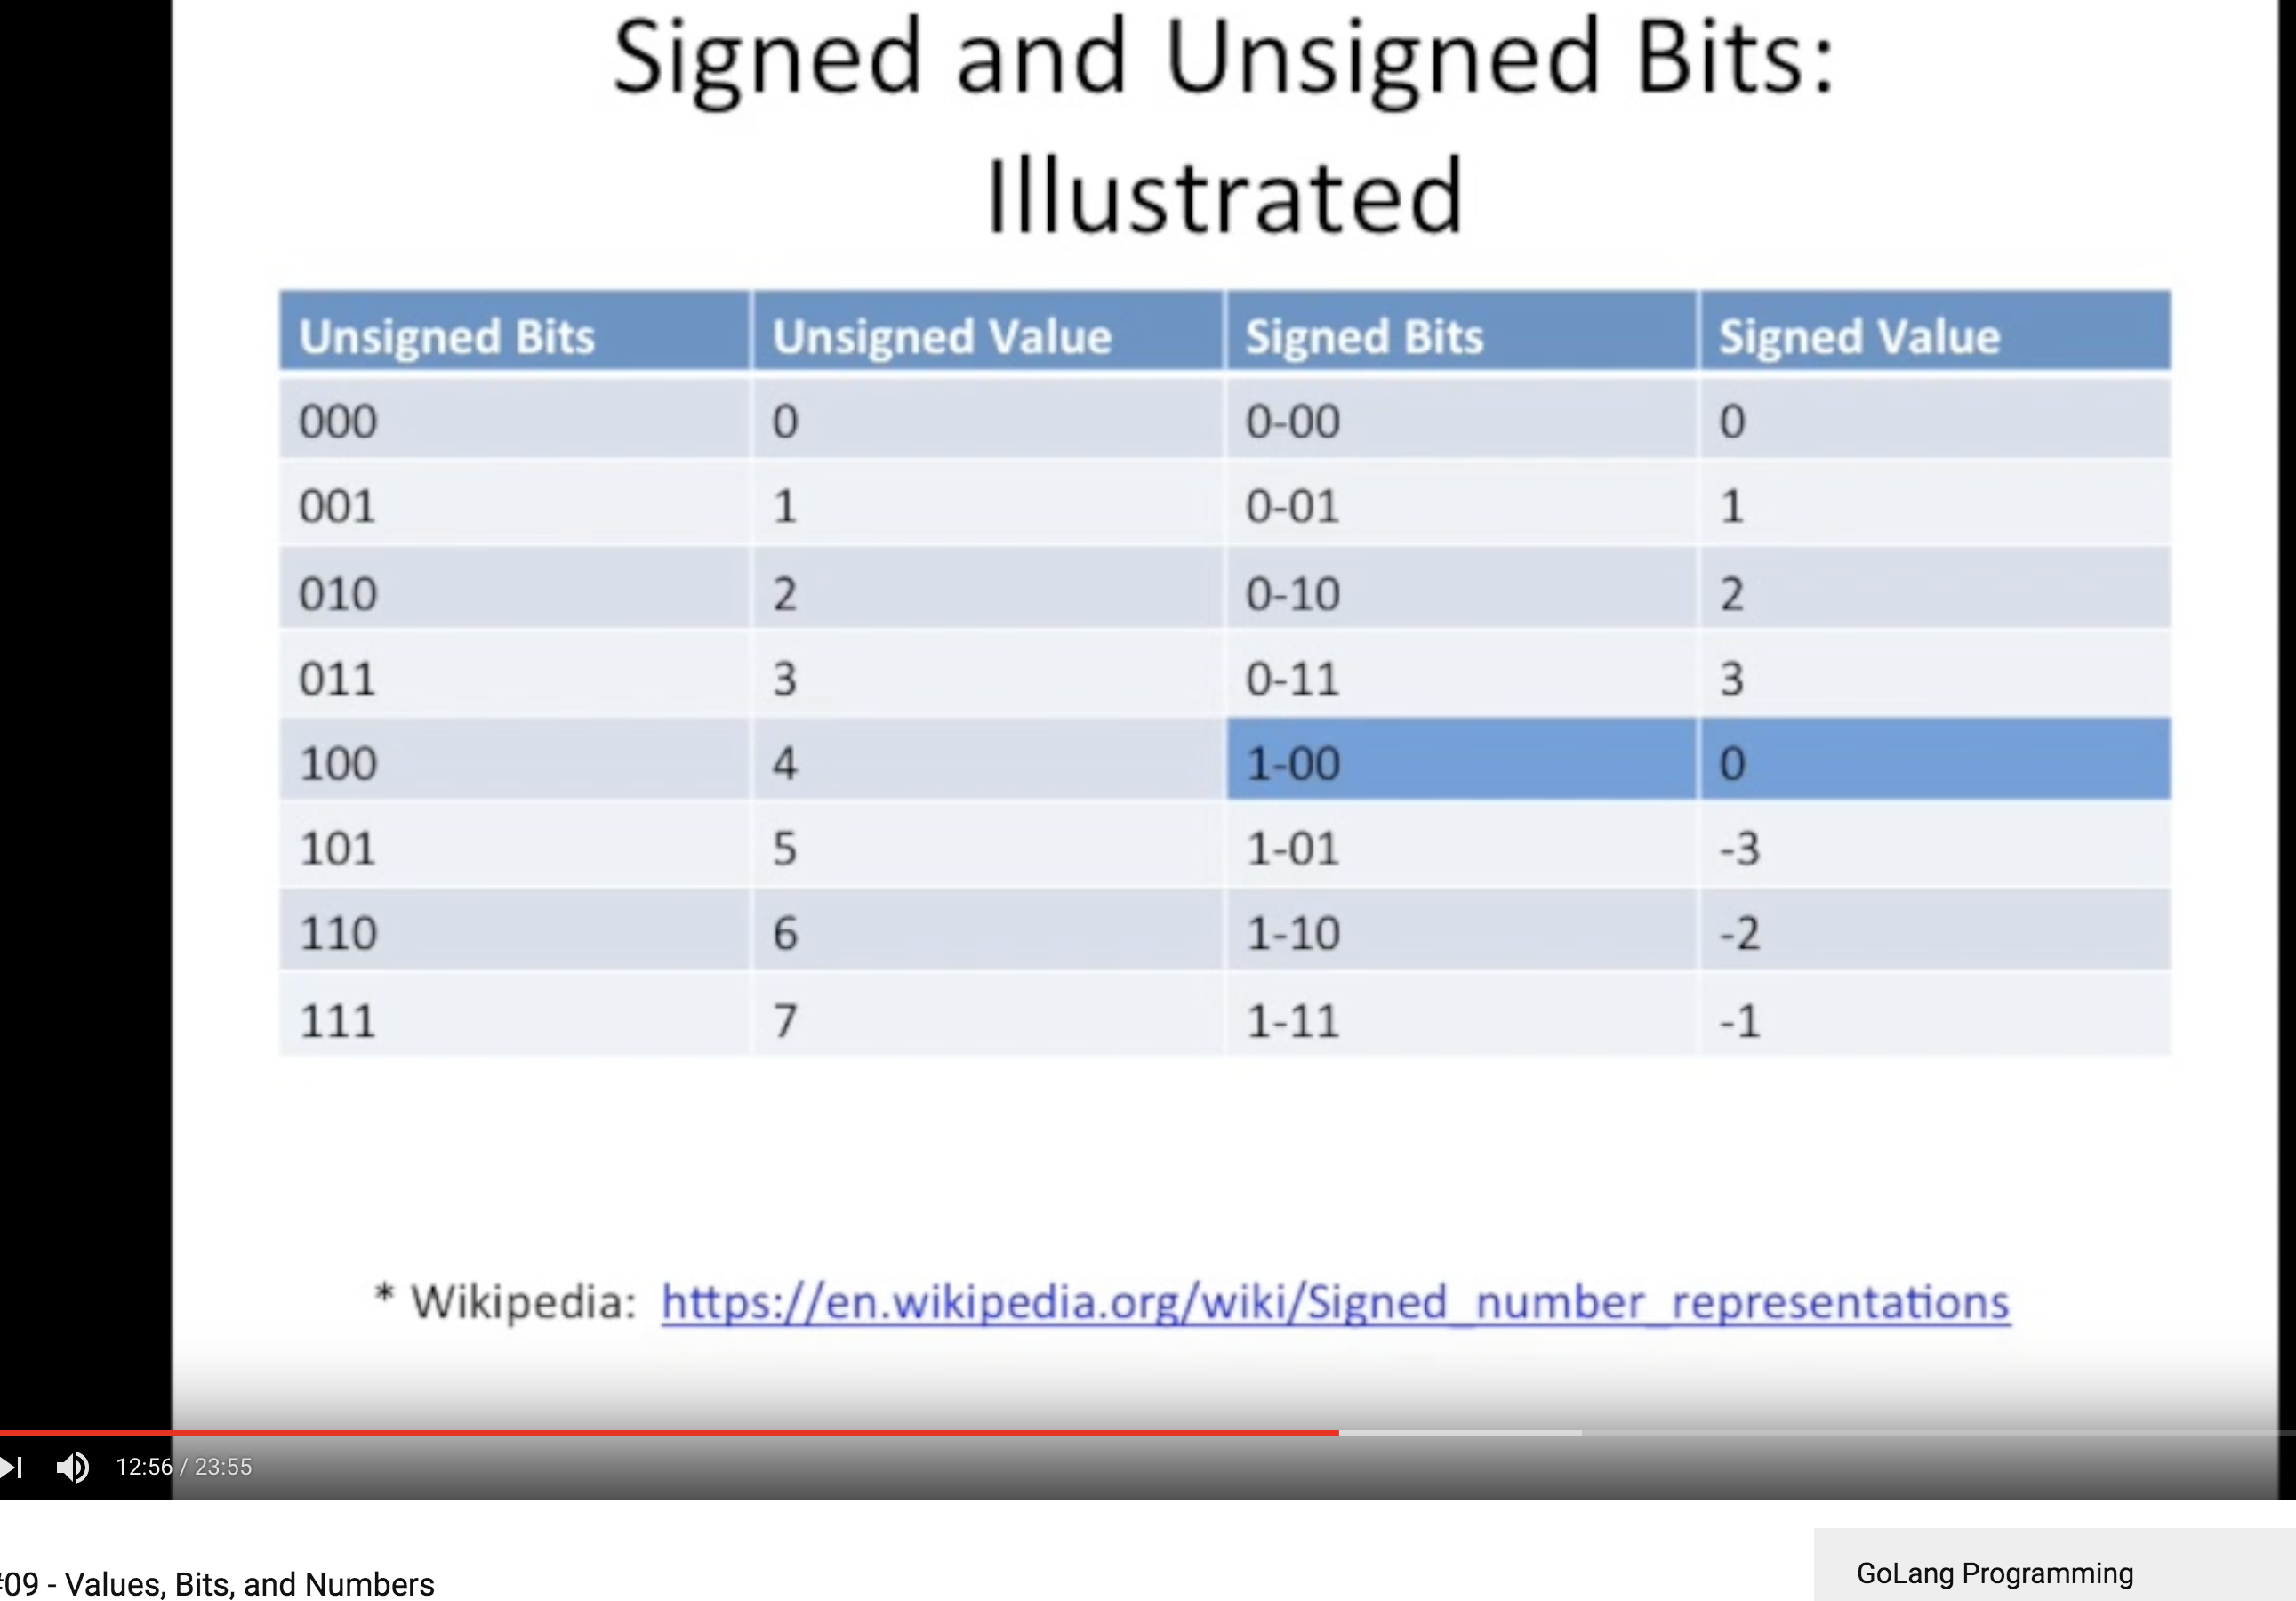 Signed and Unsigned Bits:
Illustrated
Unsigned Bits Unsigned Value Signed Bits Signed Value
000 0 0-00 0
001 1 0-01 1
010 2 0-10 2
011 3 0-11 3
100 4 1-00 0
101 5 1-01 -3
110 6 1-10 -2
111 7 1-11 -1
* Wikipedia: https://en.wikipedia.org/wiki/Signed_number_representations
12:56 / 23:55
#09 - Values, Bits, and Numbers
GoLang Programming